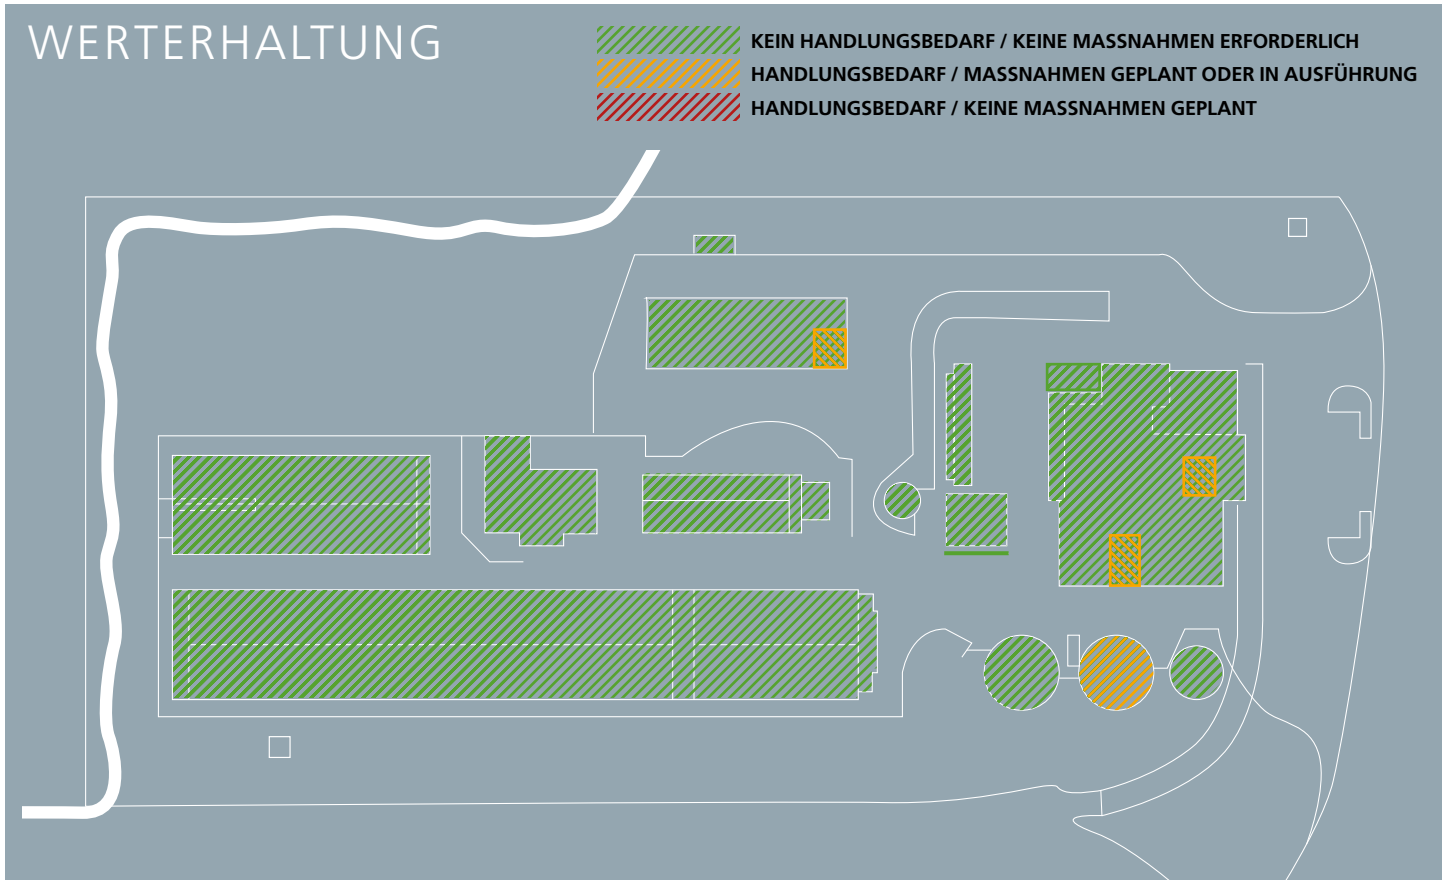 WERTERHALTUNG
KEIN HANDLUNGSBEDARF / KEINE MASSNAHMEN ERFORDERLICH
HANDLUNGSBEDARF / MASSNAHMEN GEPLANT ODER IN AUSFÜHRUNG
HANDLUNGSBEDARF / KEINE MASSNAHMEN GEPLANT